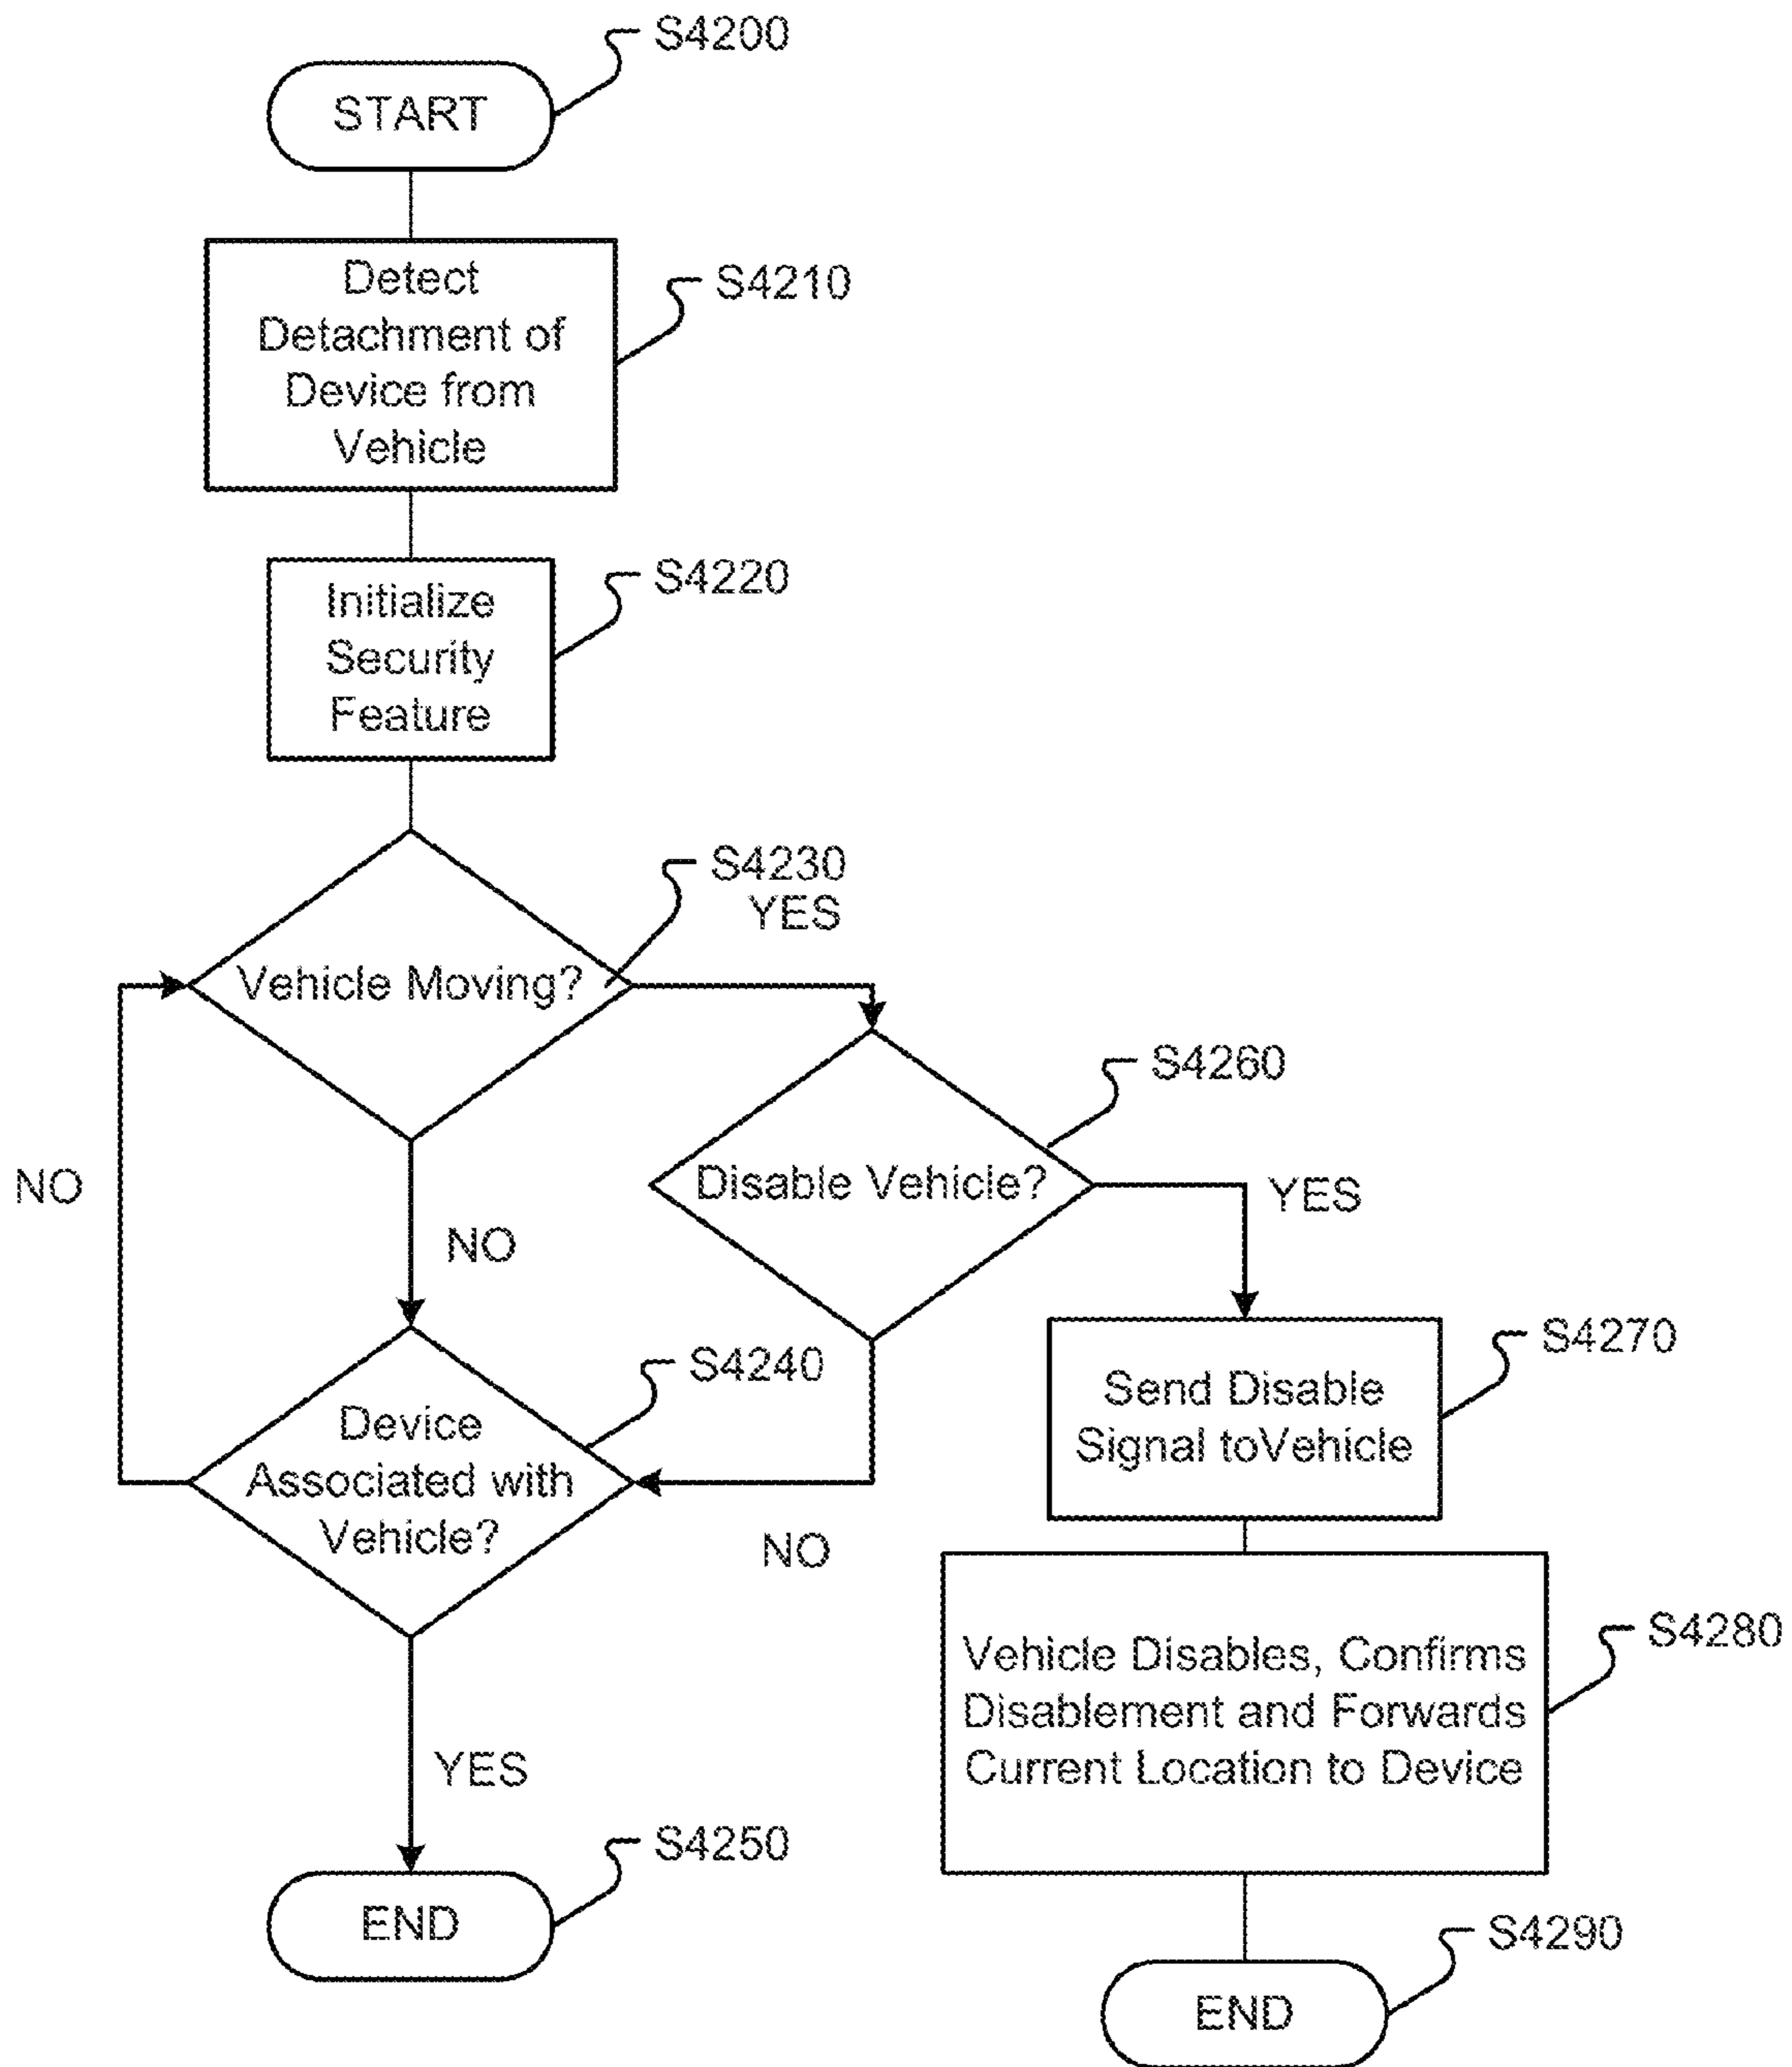 S4200
START
Detect
Detachment of
Device from
Vehicle
S4210
Initialize
Security
Feature
S4220
S4230
YES
Vehicle Moving?
S4260
Disable Vehicle?
YES
NO
NO
S4240
Device
Associated with
Vehicle?
NO
S4270
Send Disable
Signal toVehicle
S4280
Vehicle Disables, Confirms
Disablement and Forwards
Current Location to Device
YES
S4250
END
S4290
END